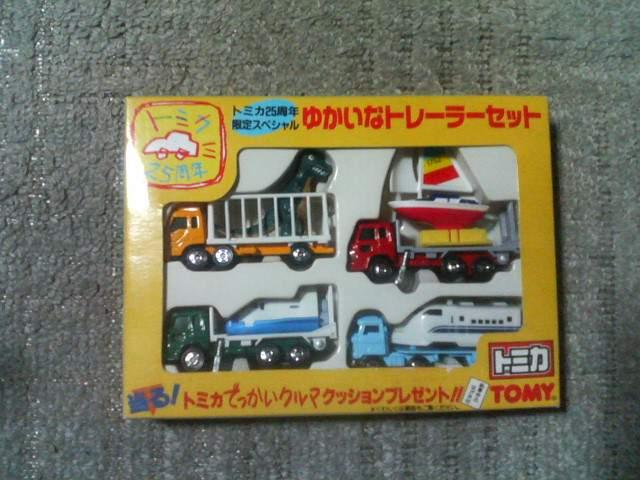 トミカ
25周年
トミカ25周年
限定スペシャル
ゆかいなトレーラーセット
トミカ
当る!
トミカでっかいクルマクッションプレゼント!!
TOMY